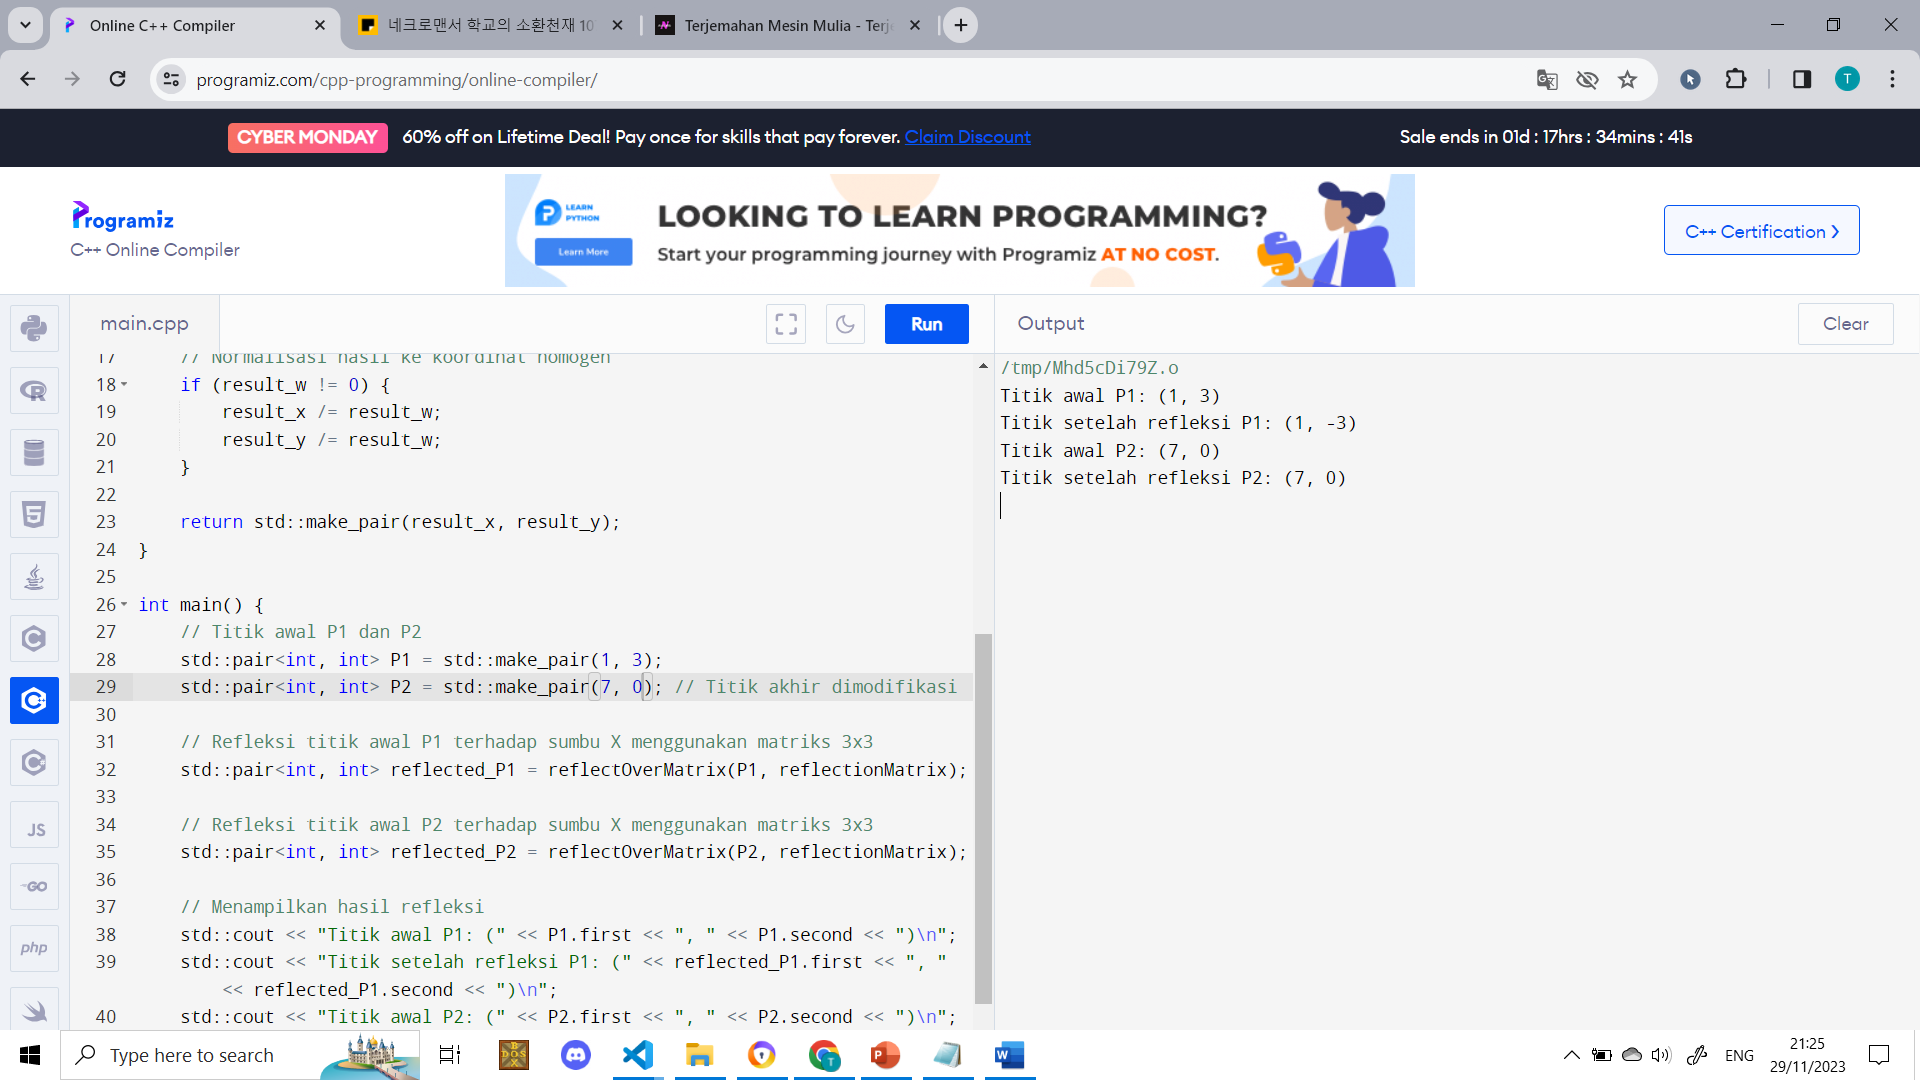 Online C++ Compiler
네크로맨서 학교의 소환천재 10
Terjemahan Mesin Mulia - Terje
programiz.com/cpp-programming/online-compiler/
T
CYBER MONDAY 60% off on Lifetime Deal! Pay once for skills that pay forever. Claim Discount
Sale ends in 01d : 17hrs : 34mins : 41s
Programiz
C++ Online Compiler
LEARN PYTHON
Learn More
LOOKING TO LEARN PROGRAMMING?
Start your programming journey with Programiz AT NO COST.
C++ Certification
main.cpp
Run
Output
Clear
17 // Normalisasi hasil ke koordinat homogen
18 if (result_w != 0) {
19 result_x /= result_w;
20 result_y /= result_w;
21 }
22
23 return std::make_pair(result_x, result_y);
24 }
25
26 int main() {
27 // Titik awal P1 dan P2
28 std::pair<int, int> P1 = std::make_pair(1, 3);
29 std::pair<int, int> P2 = std::make_pair(7, 0); // Titik akhir dimodifikasi
30
31 // Refleksi titik awal P1 terhadap sumbu X menggunakan matriks 3x3
32 std::pair<int, int> reflected_P1 = reflectOverMatrix(P1, reflectionMatrix);
33
34 // Refleksi titik awal P2 terhadap sumbu X menggunakan matriks 3x3
35 std::pair<int, int> reflected_P2 = reflectOverMatrix(P2, reflectionMatrix);
36
37 // Menampilkan hasil refleksi
38 std::cout << "Titik awal P1: (" << P1.first << ", " << P1.second << ")\n";
39 std::cout << "Titik setelah refleksi P1: (" << reflected_P1.first << ", "
<< reflected_P1.second << ")\n";
40 std::cout << "Titik awal P2: (" << P2.first << ", " << P2.second << ")\n";
/tmp/Mhd5cDi79Z.o
Titik awal P1: (1, 3)
Titik setelah refleksi P1: (1, -3)
Titik awal P2: (7, 0)
Titik setelah refleksi P2: (7, 0)
R
5
C
C
C
JS
GO
php
Type here to search
DOS
T
P
W
ENG
21:25
29/11/2023